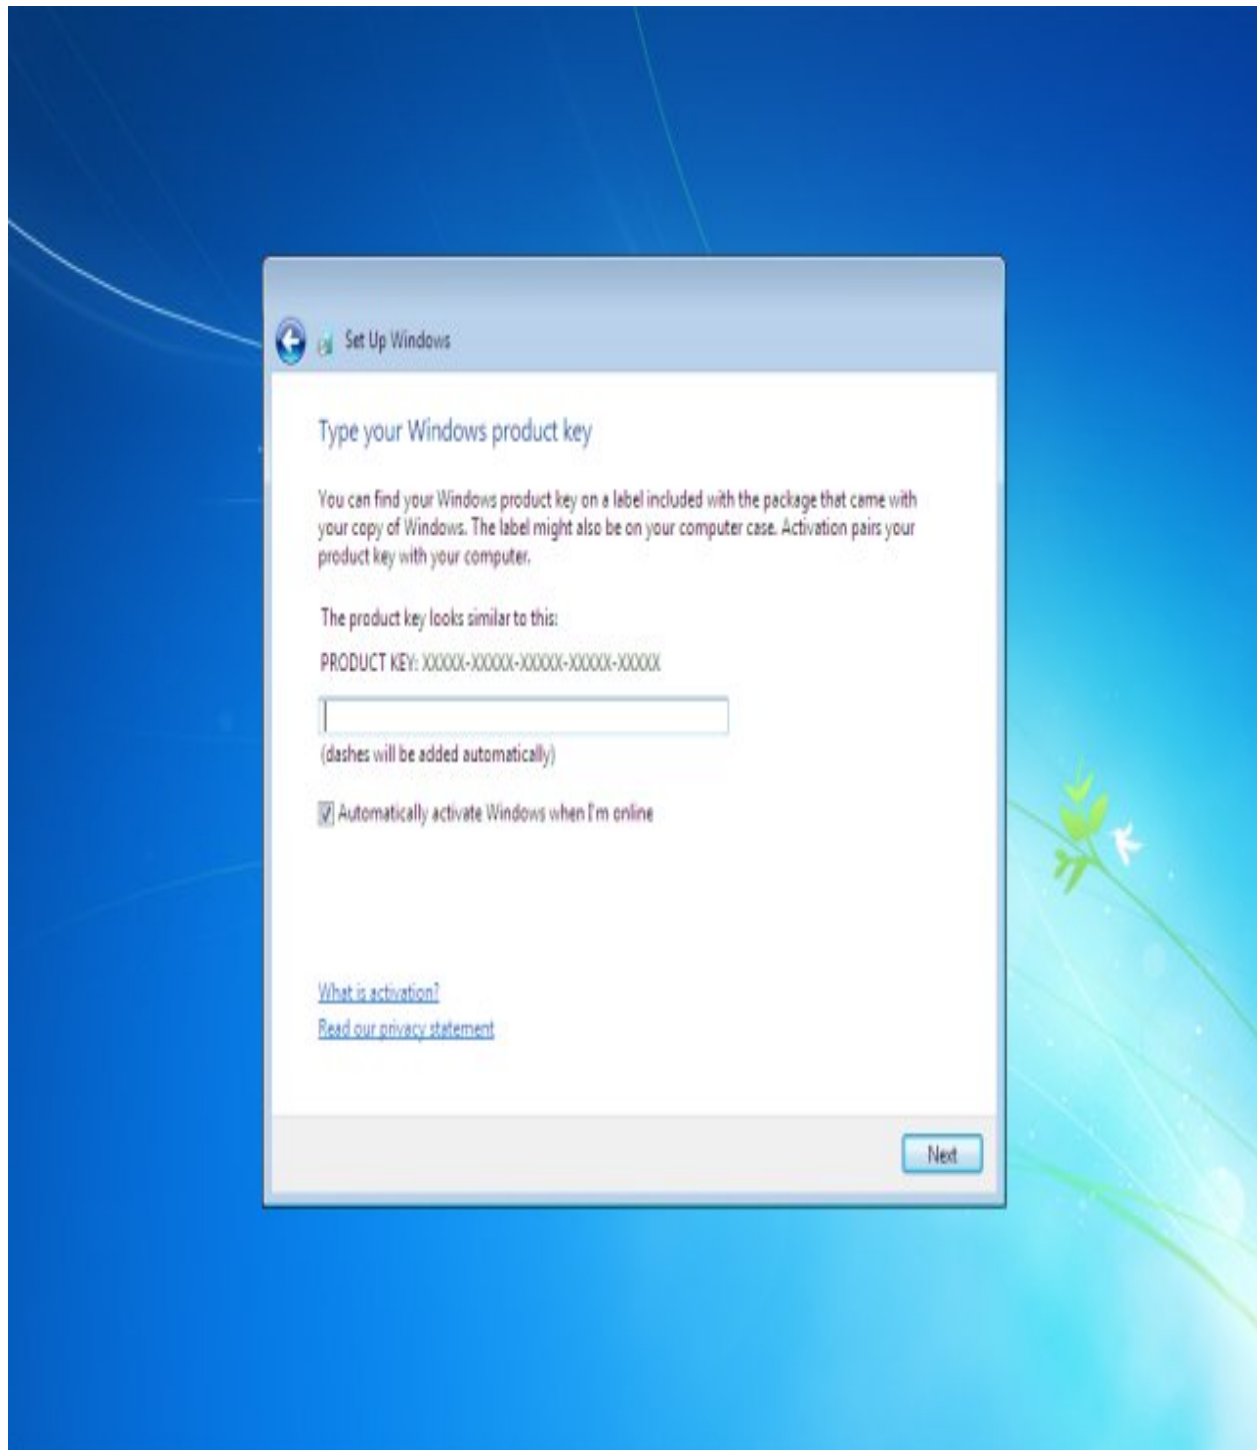 Set Up Windows
Type your Windows product key
You can find your Windows product key on a label included with the package that came with
your copy of Windows. The label might also be on your computer case. Activation pairs your
product key with your computer.
The product key looks similar to this:
PRODUCT KEY: XXXXX-XXXXX-XXXXX-XXXXX-XXXXX
(dashes will be added automatically)
Automatically activate Windows when I'm online
What is activation?
Read our privacy statement
Next